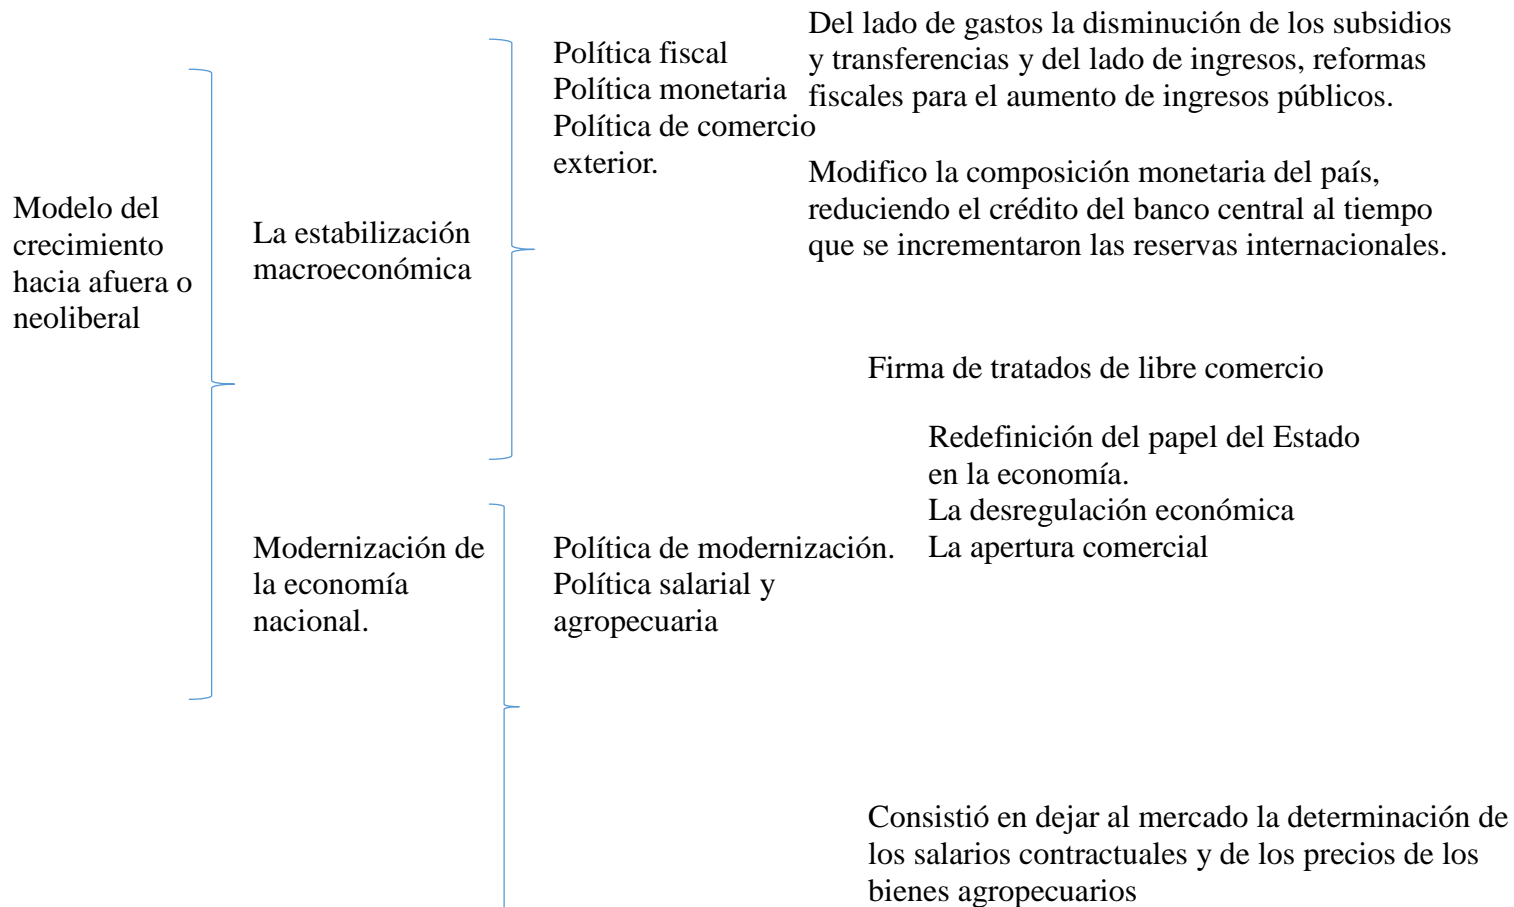 Modelo del
crecimiento
hacia afuera o
neoliberal
La estabilización
macroeconómica
Política fiscal
Política monetaria
Política de comercio
exterior.
Del lado de gastos la disminución de los subsidios
y transferencias y del lado de ingresos, reformas
fiscales para el aumento de ingresos públicos.
Modifico la composición monetaria del país,
reduciendo el crédito del banco central al tiempo
que se incrementaron las reservas internacionales.
Firma de tratados de libre comercio
Modernización de
la economía
nacional.
Política de modernización.
Política salarial y
agropecuaria
Redefinición del papel del Estado
en la economía.
La desregulación económica
La apertura comercial
Consistió en dejar al mercado la determinación de
los salarios contractuales y de los precios de los
bienes agropecuarios